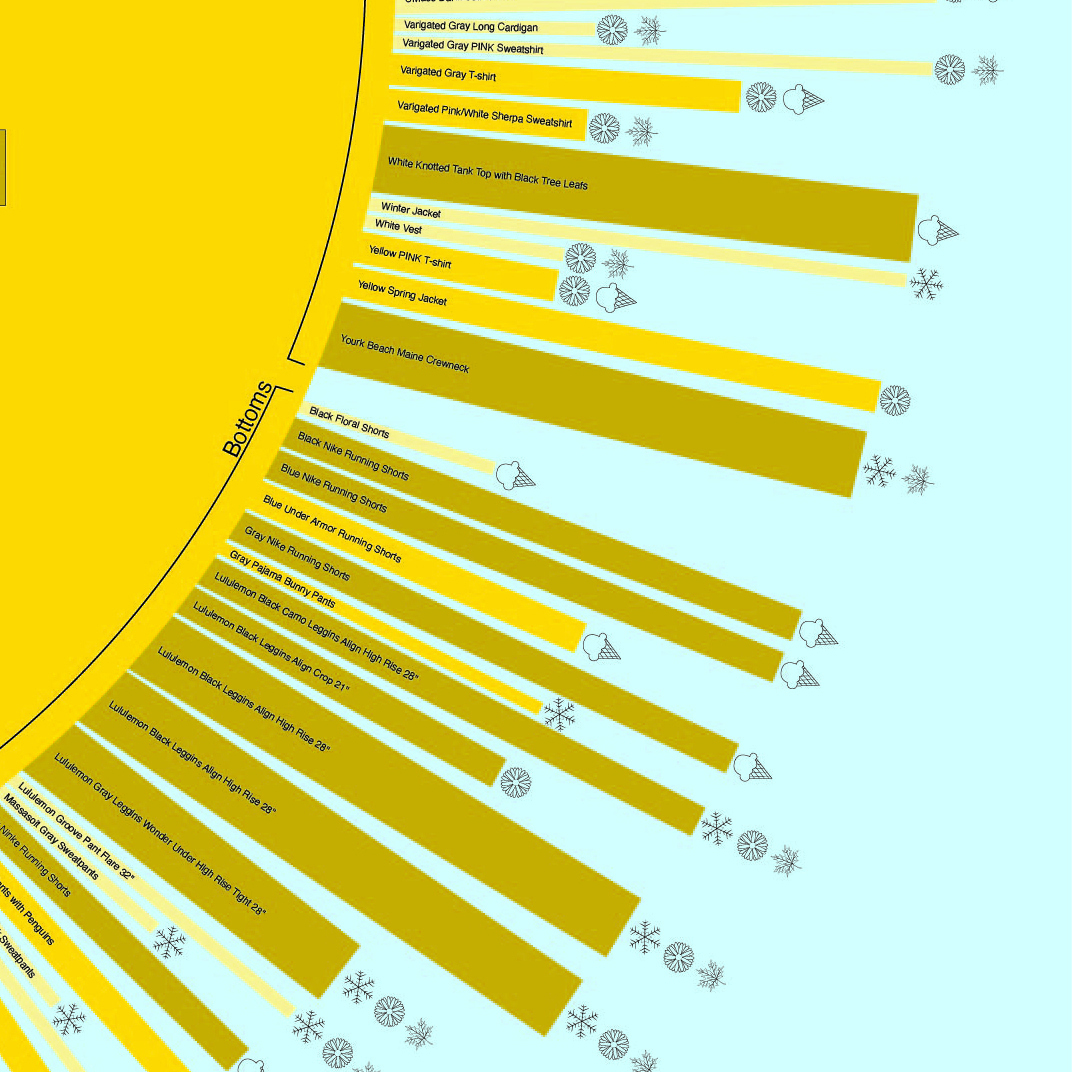 Varigated Gray Long Cardigan
Varigated Gray PINK Sweatshirt
Varigated Gray T-shirt
Varigated Pink/White Sherpa Sweatshirt
White Knotted Tank Top with Black Tree Leafs
Winter Jacket
White Vest
Yellow PINK T-shirt
Yellow Spring Jacket
Yourk Beach Maine Crewneck
Bottoms
Black Floral Shorts
Black Nike Running Shorts
Blue Nike Running Shorts
Blue Under Armor Running Shorts
Gray Nike Running Shorts
Gray Pajama Bunny Pants
Lululemon Black Camo Leggins Align High Rise 28"
Lululemon Black Leggins Align Crop 21"
Lululemon Black Leggins Align High Rise 28"
Lululemon Black Leggins Align High Rise 28"
Lululemon Gray Leggins Wonder Under High Rise Tight 28"
Lululemon Groove Pant Flare 32"
Massasoit Gray Sweatpants
Ninke Running Shorts
with Penguins
Sweatpants